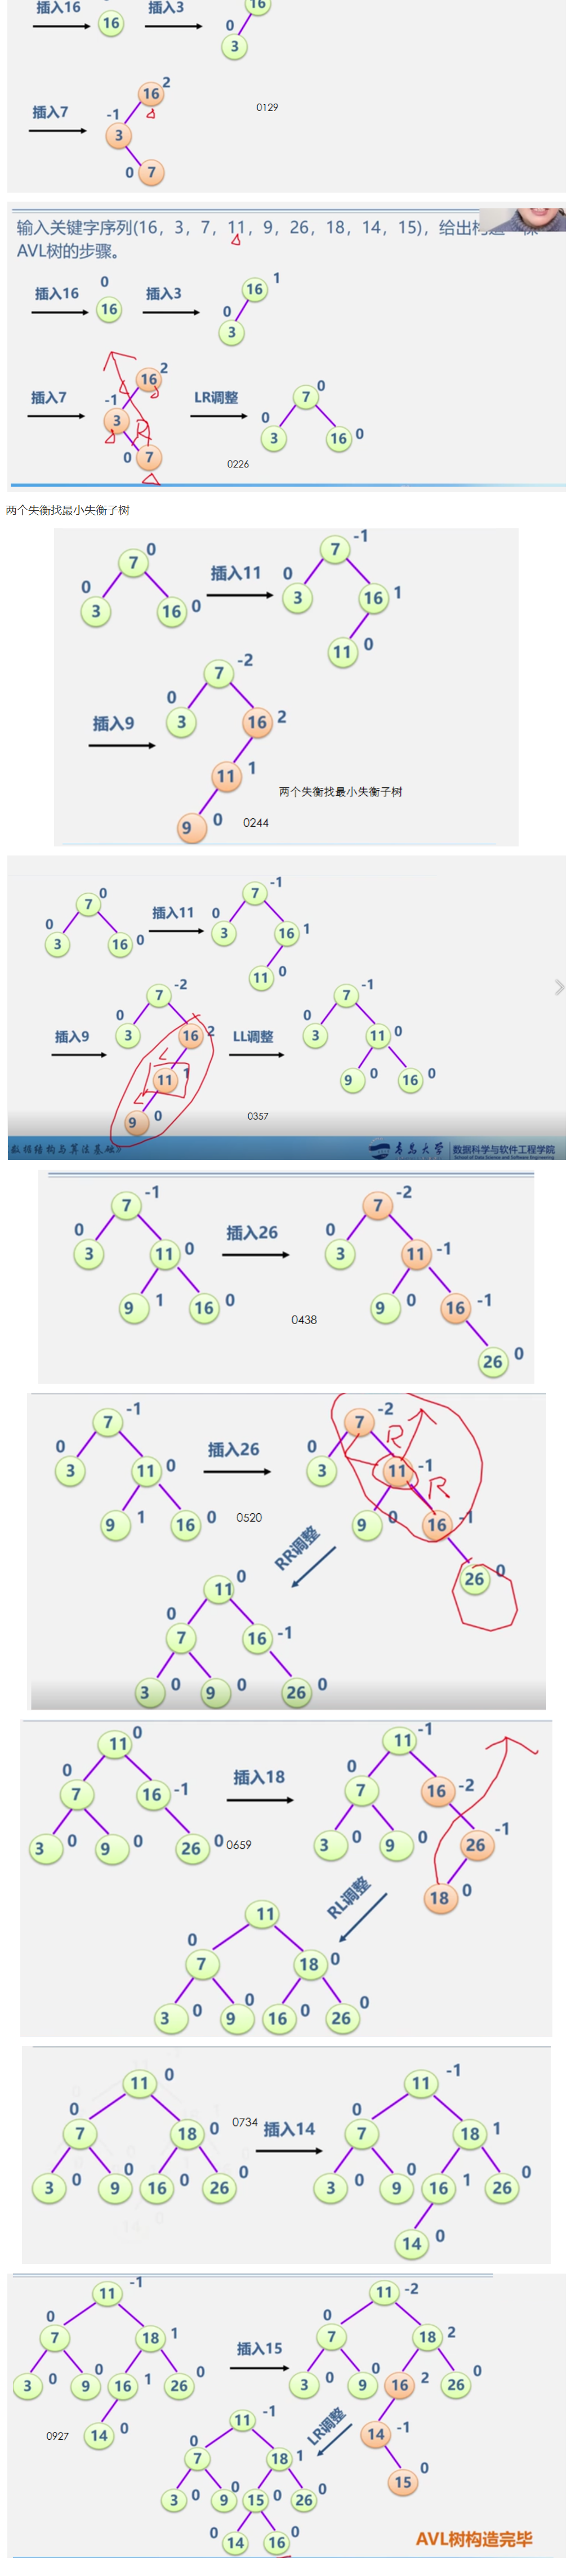 插入16 16 插入3 16 0 3
2 16
-1 插入7 3 0129
0 7
输入关键字序列(16, 3, 7, 11, 9, 26, 18, 14, 15), 给出构造一棵
AVL树的步骤。
0 1
插入16 16 插入3 16
0 3
2 16 0 7
插入7 -1 3 LR调整 0 3 16 0
0 7 0226
两个失衡找最小失衡子树
0 7 -1 7
0 3 16 0 插入11 0 3 16 1
11 0
7 -2
插入9 0 3 16 2
11 1 两个失衡找最小失衡子树
9 0 0244
7 0 7 -1
0 3 16 0 插入11 0 3 16 1
11 0
7 -2 7 -1
插入9 0 3 16 2 LL调整 0 3 11 0
L 11 1 9 0 16 0
L 9 0 0357
数据结构与算法基础》 青岛大学 数据科学与软件工程学院
School of Data Science and Software Engineering
7 -1 7 -2
0 3 11 0 插入26 0 3 11 -1
9 1 16 0 9 0 16 -1
0438 26 0
7 -1 7 -2 R
0 3 11 0 插入26 0 3 11 -1 R
9 1 16 0 0520 9 0 16 -1
RR调整 26 0
11 0
0 7 16 -1
3 0 9 0 26 0
11 0 11 -1
0 7 16 -1 插入18 0 7 16 -2
3 0 9 0 26 0 0659 3 0 9 0 26 -1
RL调整 18 0
11
0 7 18 0
3 0 9 0 16 0 26 0
11 0 11 -1
0 7 18 0 0734 插入14 0 7 18 1
3 0 9 0 16 0 26 0 3 0 9 0 16 1 26 0
14 0
11 -1 11 -2
0 7 18 1 插入15 0 7 18 2
3 0 9 0 16 1 26 0 3 0 9 0 16 2 26 0
0927 14 0 11 -1 LR调整 14 -1
0 7 18 1 15 0
3 0 9 0 15 0 26 0
0 14 16 0 AVL树构造完毕